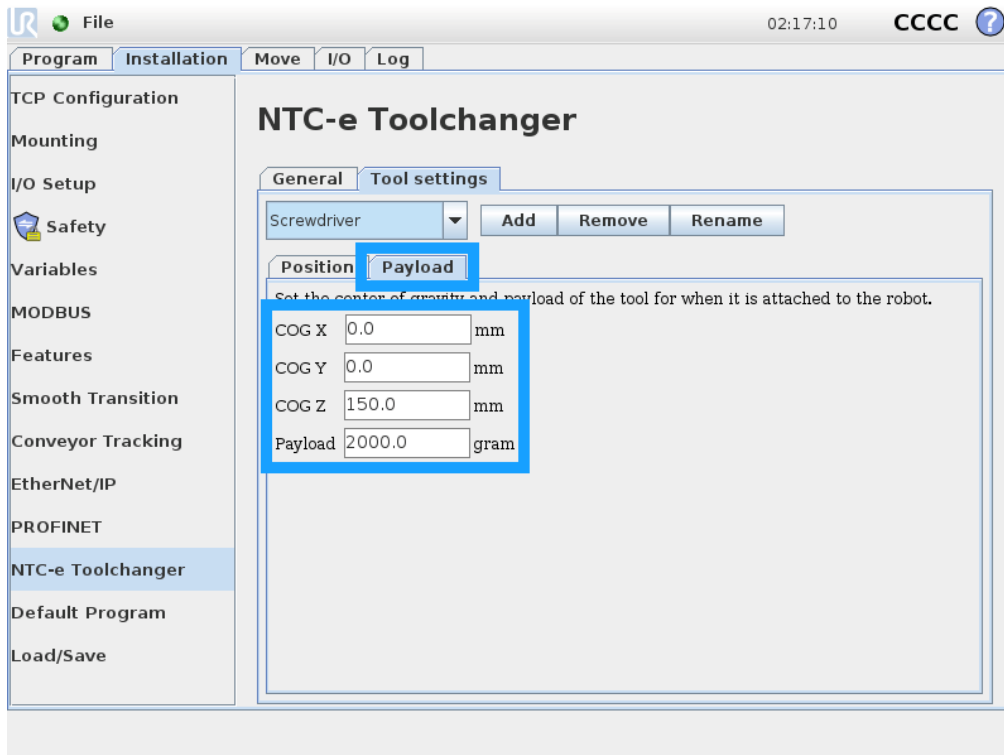 UR File 02:17:10 CCCC ?
Program Installation Move I/O Log
TCP Configuration
Mounting
I/O Setup
Safety
Variables
MODBUS
Features
Smooth Transition
Conveyor Tracking
EtherNet/IP
PROFINET
NTC-e Toolchanger
Default Program
Load/Save
NTC-e Toolchanger
General Tool settings
Screwdriver Add Remove Rename
Position Payload
Set the center of gravity and payload of the tool for when it is attached to the robot.
COG X 0.0 mm
COG Y 0.0 mm
COG Z 150.0 mm
Payload 2000.0 gram